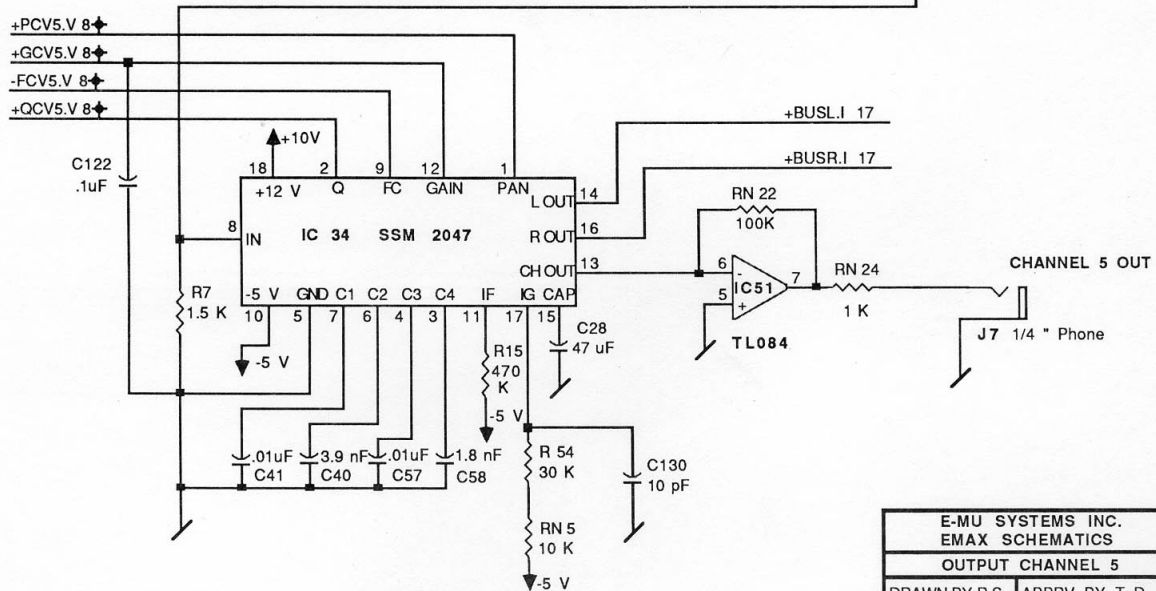 +PCV5.V 8
+GCV5.V 8
-FCV5.V 8
+QCV5.V 8
+BUSL.I 17
+BUSR.I 17
C122
.1uF
+10V
18
2
9
12
1
+12 V
Q
FC
GAIN
PAN
L OUT
14
R OUT
16
CH OUT
13
8
IN
IC 34 SSM 2047
-5 V
GND
C1
C2
C3
C4
IF
IG
CAP
10
5
7
6
4
3
11
17
15
R7
1.5 K
-5 V
R15
470
K
-5 V
C28
47 uF
RN 22
100K
6
-
5
+
IC51
7
TL084
RN 24
1 K
CHANNEL 5 OUT
J7 1/4 " Phone
.01uF
C41
3.9 nF
C40
.01uF
C57
1.8 nF
C58
R 54
30 K
C130
10 pF
RN 5
10 K
-5 V
E-MU SYSTEMS INC.
EMAX SCHEMATICS
OUTPUT CHANNEL 5
DRAWN BY R.S.
APPRV. BY T. D.